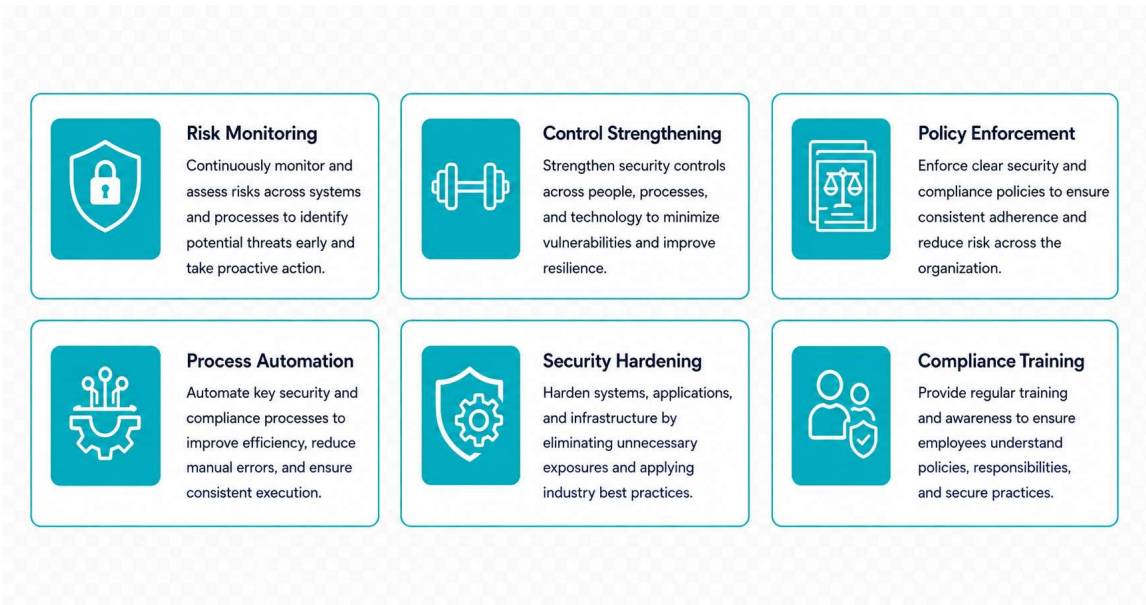 Risk Monitoring
Continuously monitor and
assess risks across systems
and processes to identify
potential threats early and
take proactive action.
Control Strengthening
Strengthen security controls
across people, processes,
and technology to minimize
vulnerabilities and improve
resilience.
Policy Enforcement
Enforce clear security and
compliance policies to ensure
consistent adherence and
reduce risk across the
organization.
Process Automation
Automate key security and
compliance processes to
improve efficiency, reduce
manual errors, and ensure
consistent execution.
Security Hardening
Harden systems, applications,
and infrastructure by
eliminating unnecessary
exposures and applying
industry best practices.
Compliance Training
Provide regular training
and awareness to ensure
employees understand
policies, responsibilities,
and secure practices.